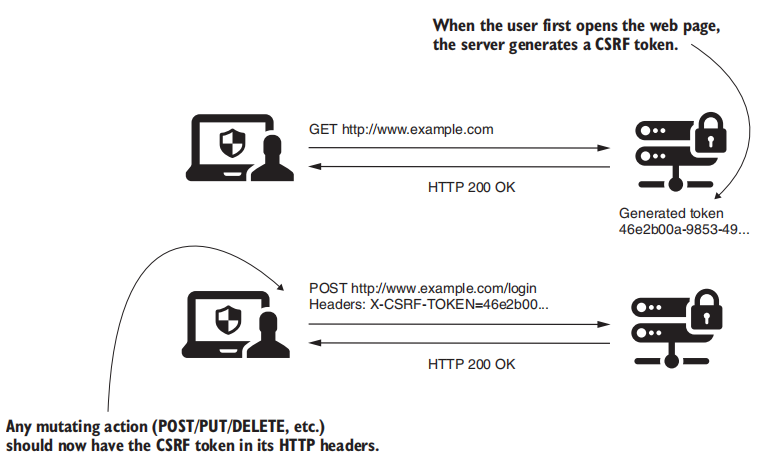 When the user first opens the web page,
the server generates a CSRF token.
GET http://www.example.com
HTTP 200 OK
Generated token
46e2b00a-9853-49...
POST http://www.example.com/login
Headers: X-CSRF-TOKEN=46e2b00...
HTTP 200 OK
Any mutating action (POST/PUT/DELETE, etc.)
should now have the CSRF token in its HTTP headers.